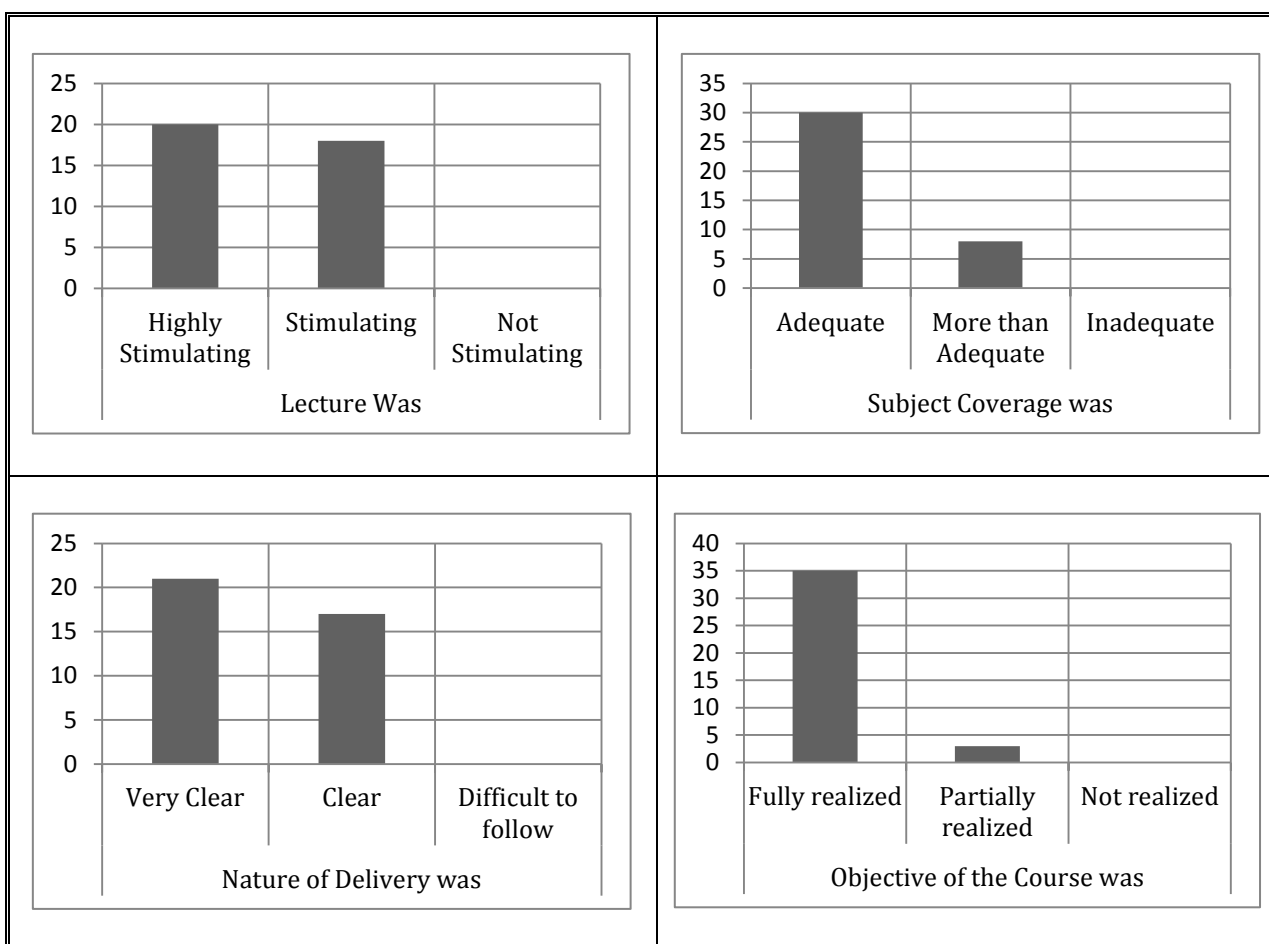 25
20
15
10
5
0
Highly Stimulating Not
Stimulating Stimulating
Lecture Was
35
30
25
20
15
10
5
0
Adequate More than Inadequate
Adequate
Subject Coverage was
25
20
15
10
5
0
Very Clear Clear Difficult to
follow
Nature of Delivery was
40
35
30
25
20
15
10
5
0
Fully realized Partially Not realized
realized
Objective of the Course was